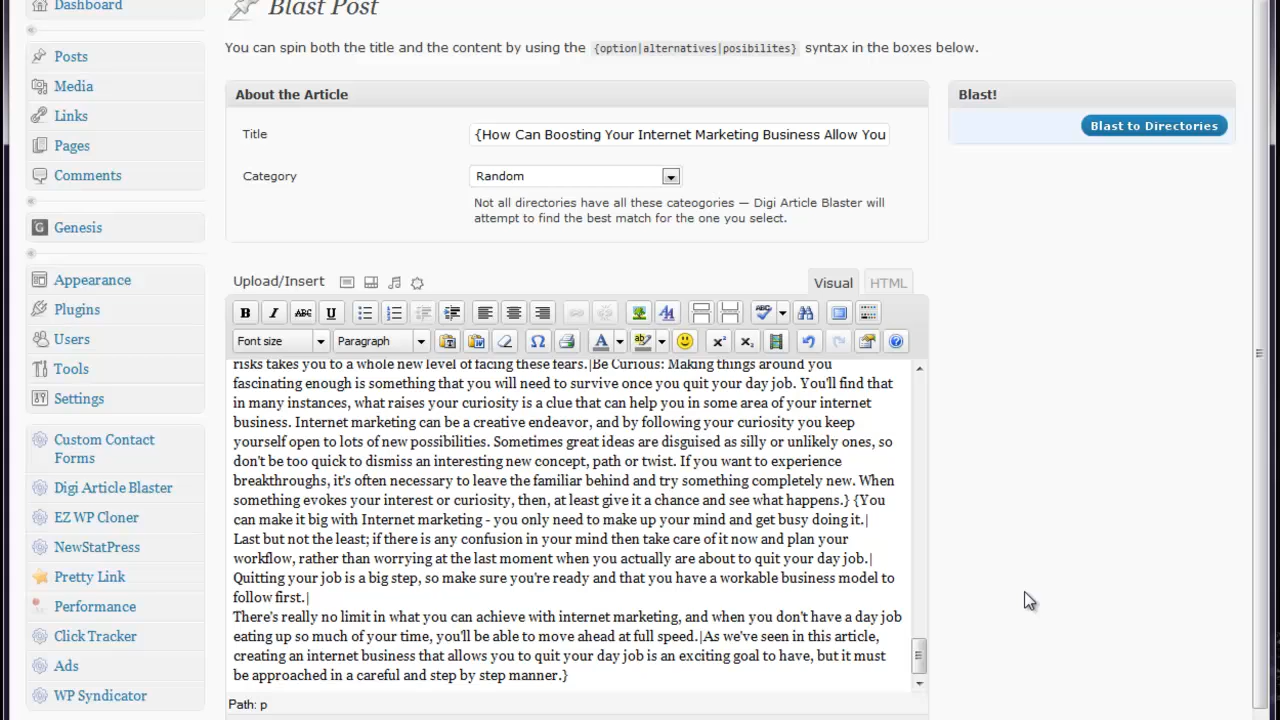 Dashboard
Posts
Media
Links
Pages
Comments
Genesis
Appearance
Plugins
Users
Tools
Settings
Custom Contact
Forms
Digi Article Blaster
EZ WP Cloner
NewStatPress
Pretty Link
Performance
Click Tracker
Ads
WP Syndicator
Blast Post
You can spin both the title and the content by using the {option|alternatives|posibilites} syntax in the boxes below.
About the Article
Title
{How Can Boosting Your Internet Marketing Business Allow You
Category
Random
Not all directories have all these cateogories — Digi Article Blaster will
attempt to find the best match for the one you select.
Upload/Insert
Visual
HTML
B I ABC U
ABC
Font size
Paragraph
Ω
A
ab
x²
x₂
risks takes you to a whole new level of facing these fears.|Be Curious: Making things around you
fascinating enough is something that you will need to survive once you quit your day job. You'll find that
in many instances, what raises your curiosity is a clue that can help you in some area of your internet
business. Internet marketing can be a creative endeavor, and by following your curiosity you keep
yourself open to lots of new possibilities. Sometimes great ideas are disguised as silly or unlikely ones, so
don't be too quick to dismiss an interesting new concept, path or twist. If you want to experience
breakthroughs, it's often necessary to leave the familiar behind and try something completely new. When
something evokes your interest or curiosity, then, at least give it a chance and see what happens.} {You
can make it big with Internet marketing - you only need to make up your mind and get busy doing it.|
Last but not the least; if there is any confusion in your mind then take care of it now and plan your
workflow, rather than worrying at the last moment when you actually are about to quit your day job.|
Quitting your job is a big step, so make sure you're ready and that you have a workable business model to
follow first.|
There's really no limit in what you can achieve with internet marketing, and when you don't have a day job
eating up so much of your time, you'll be able to move ahead at full speed.|As we've seen in this article,
creating an internet business that allows you to quit your day job is an exciting goal to have, but it must
be approached in a careful and step by step manner.}
Path: p
Blast!
Blast to Directories